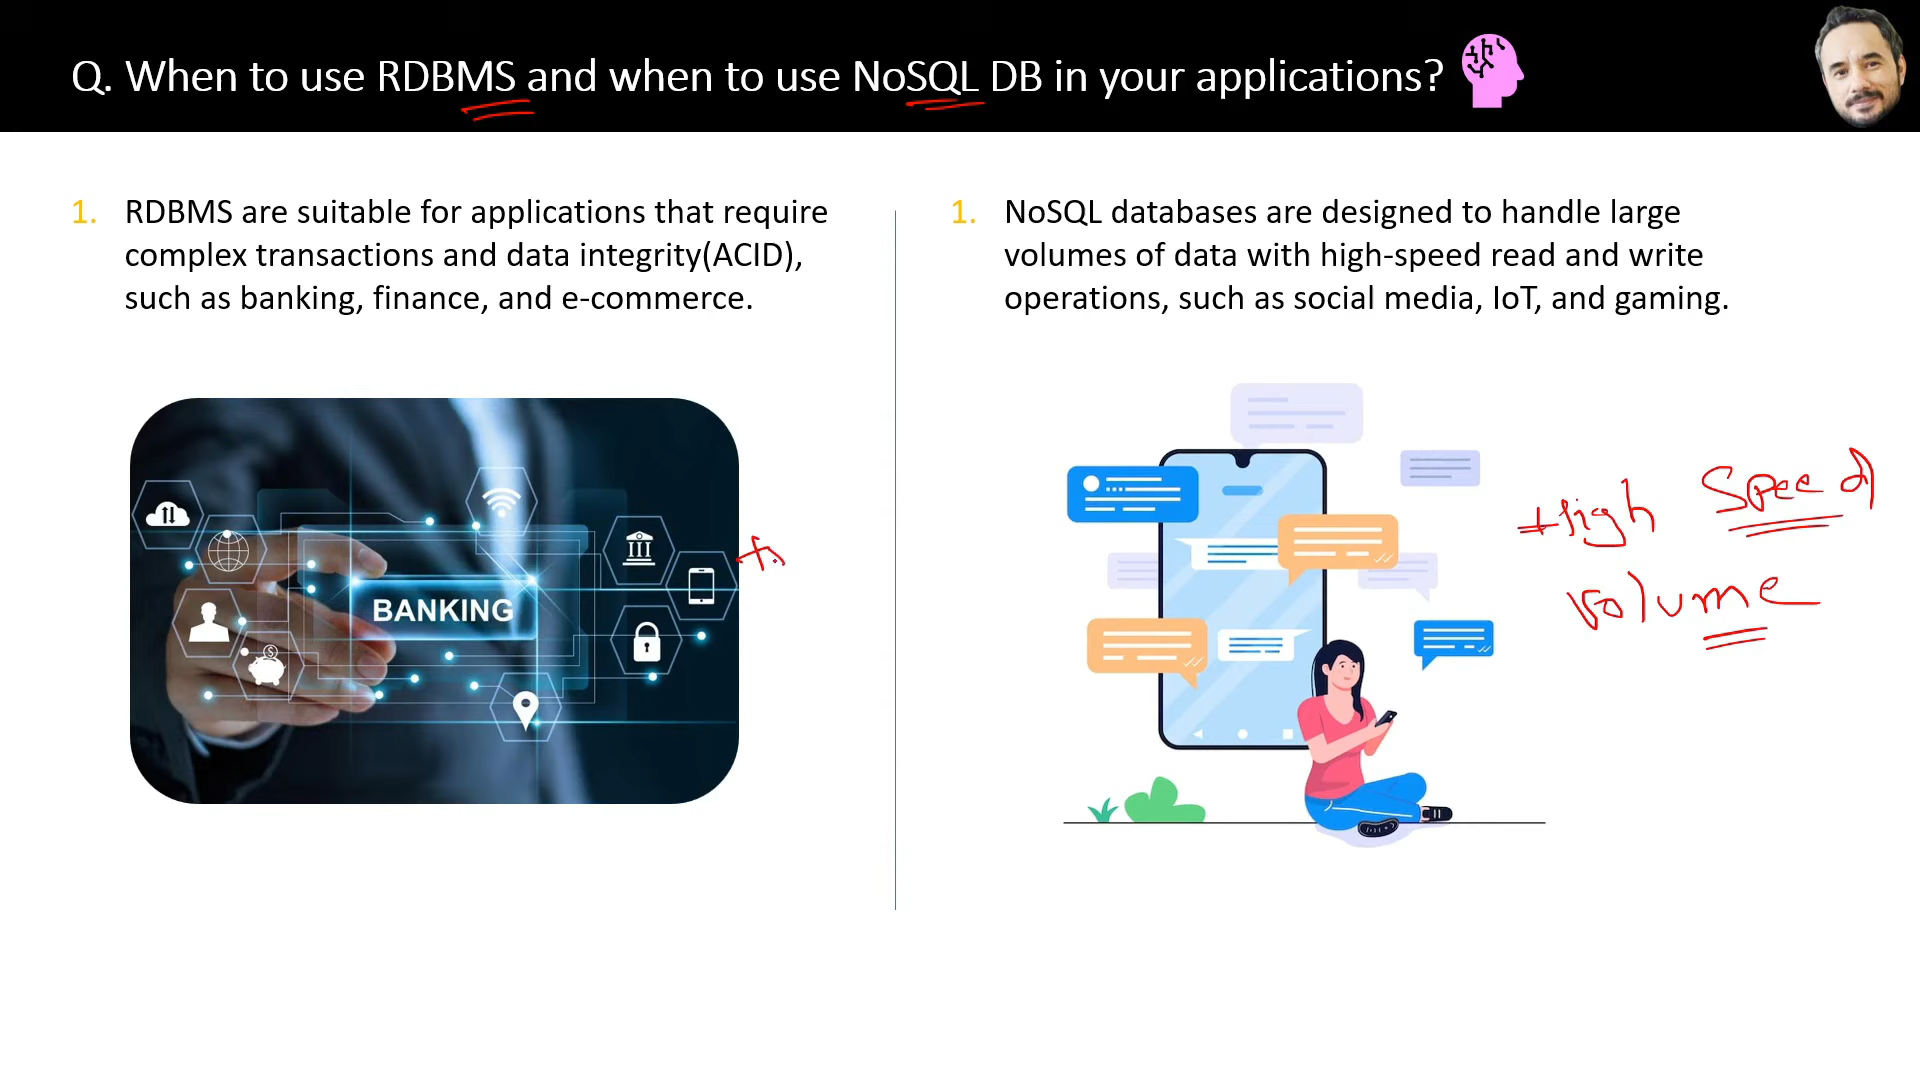 Q. When to use RDBMS and when to use NoSQL DB in your applications?
1. RDBMS are suitable for applications that require
complex transactions and data integrity(ACID),
such as banking, finance, and e-commerce.
1. NoSQL databases are designed to handle large
volumes of data with high-speed read and write
operations, such as social media, IoT, and gaming.
BANKING
High Speed
Volume